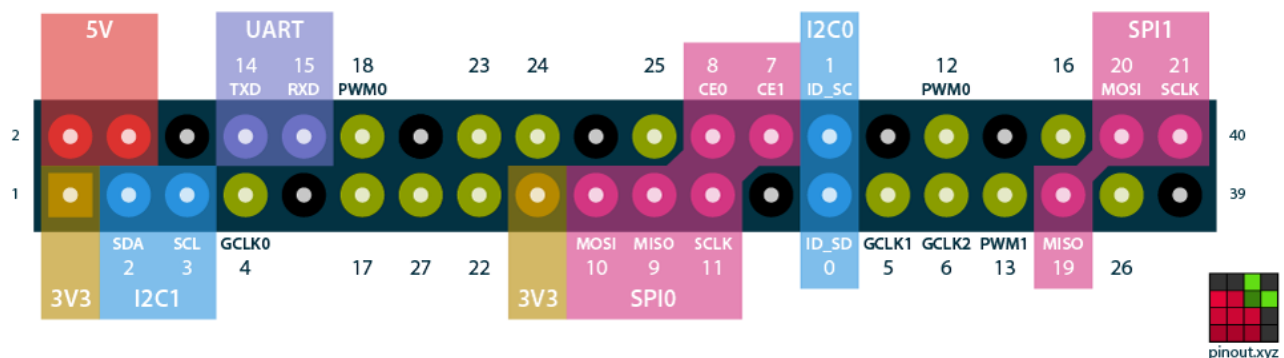 5V UART I2C0 SPI1
14 15 18 23 24 25 8 7 1 12 16 20 21
TXD RXD PWM0 CE0 CE1 ID_SC PWM0 MOSI SCLK
2 40
1 39
SDA SCL GCLK0 MOSI MISO SCLK ID_SD GCLK1 GCLK2 PWM1 MISO
2 3 4 17 27 22 10 9 11 0 5 6 13 19 26
3V3 I2C1 3V3 SPI0
pinout.xyz